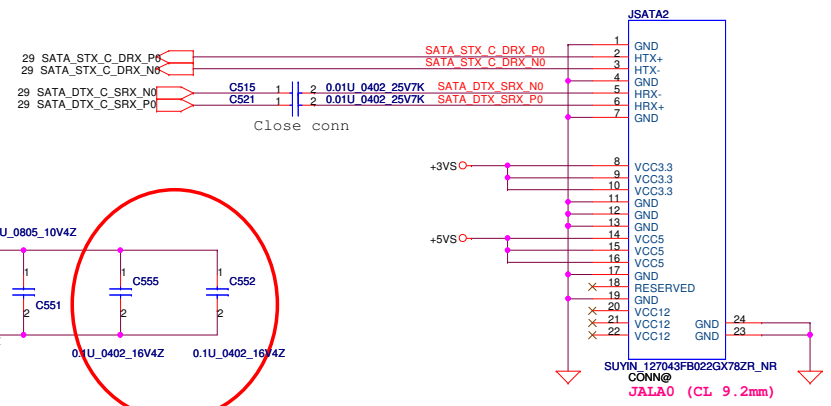 JSATA2
29 SATA_STX_C_DRX_P0
SATA_STX_C_DRX_P0
1 GND
2 HTX+
29 SATA_STX_C_DRX_N0
SATA_STX_C_DRX_N0
3 HTX-
4 GND
29 SATA_DTX_C_SRX_N0
C515
1 2
0.01U_0402_25V7K
SATA_DTX_SRX_N0
5 HRX-
29 SATA_DTX_C_SRX_P0
C521
1 2
0.01U_0402_25V7K
SATA_DTX_SRX_P0
6 HRX+
7 GND
Close conn
+3VS
8 VCC3.3
9 VCC3.3
10 VCC3.3
11 GND
12 GND
13 GND
+5VS
14 VCC5
15 VCC5
16 VCC5
17 GND
18 RESERVED
19 GND
20 VCC12
21 VCC12
22 VCC12
GND 24
GND 23
SUYIN_127043FB022GX78ZR_NR
CONN@
JALA0 (CL 9.2mm)
U_0805_10V4Z
1
C551
2
1
C555
2
1
C552
2
0.1U_0402_16V4Z
0.1U_0402_16V4Z